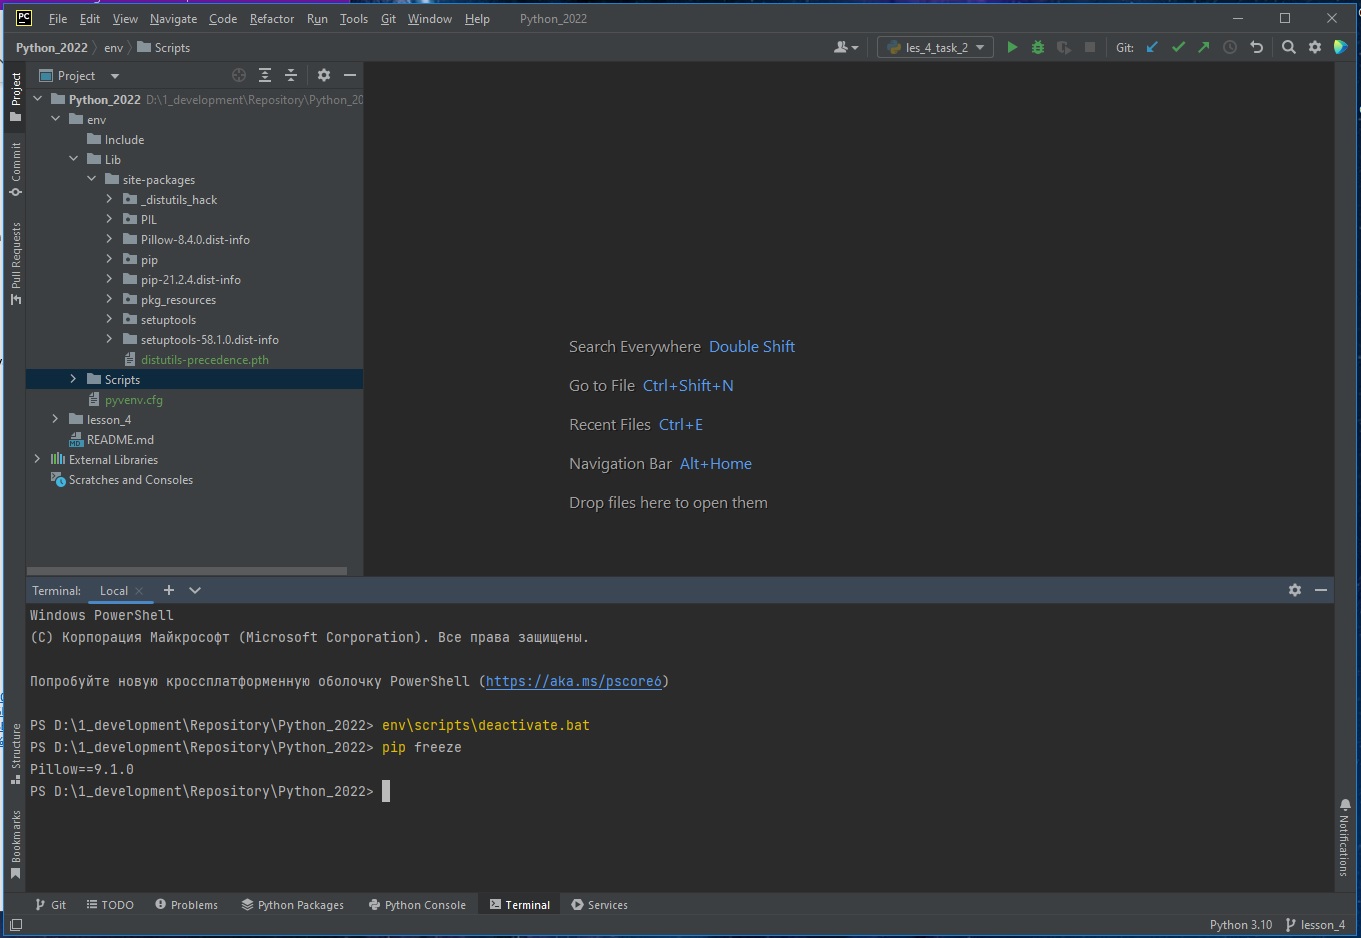 PC File Edit View Navigate Code Refactor Run Tools Git Window Help Python_2022
Python_2022 env Scripts les_4_task_2 Git:
Project
Python_2022 D:\1_development\Repository\Python_20
env
Include
Lib
site-packages
_distutils_hack
PIL
Pillow-8.4.0.dist-info
pip
pip-21.2.4.dist-info
pkg_resources
setuptools
setuptools-58.1.0.dist-info
distutils-precedence.pth
Scripts
pyvenv.cfg
lesson_4
MD README.md
External Libraries
Scratches and Consoles
Project
Commit
Pull Requests
Structure
Bookmarks
Search Everywhere Double Shift
Go to File Ctrl+Shift+N
Recent Files Ctrl+E
Navigation Bar Alt+Home
Drop files here to open them
Terminal: Local
Windows PowerShell
(C) Корпорация Майкрософт (Microsoft Corporation). Все права защищены.
Попробуйте новую кроссплатформенную оболочку PowerShell (https://aka.ms/pscore6)
PS D:\1_development\Repository\Python_2022> env\scripts\deactivate.bat
PS D:\1_development\Repository\Python_2022> pip freeze
Pillow==9.1.0
PS D:\1_development\Repository\Python_2022>
Notifications
Git TODO Problems Python Packages Python Console Terminal Services
Python 3.10 lesson_4